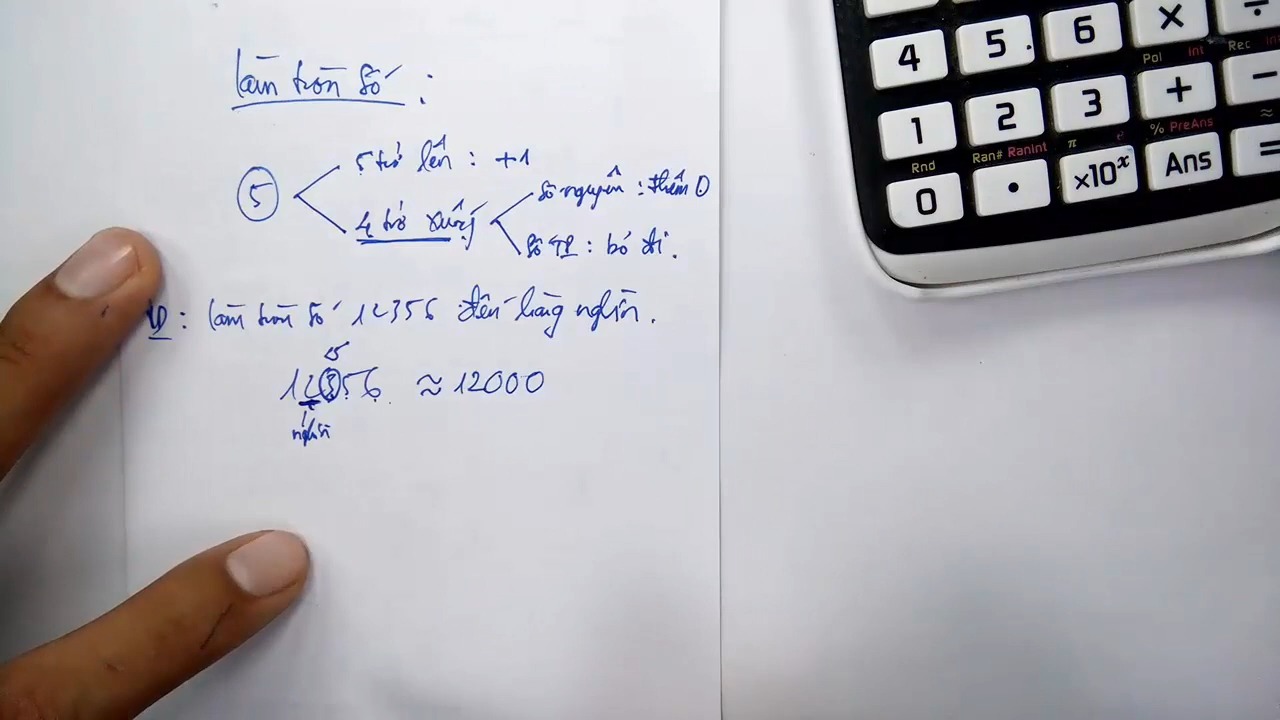 Làm tròn số :
5 trở lên : +1
5
4 trở xuống
Số nguyên : thêm 0
Số TP : bỏ đi.
VD : Làm tròn số 12356 đến hàng nghìn.
<5
12356 ≈ 12000
nghìn
4 5 6 × ÷
Pol Int Rec
1 2 3 + −
Rnd Ran# RanInt π % PreAns ≈
0 • ×10ˣ Ans =